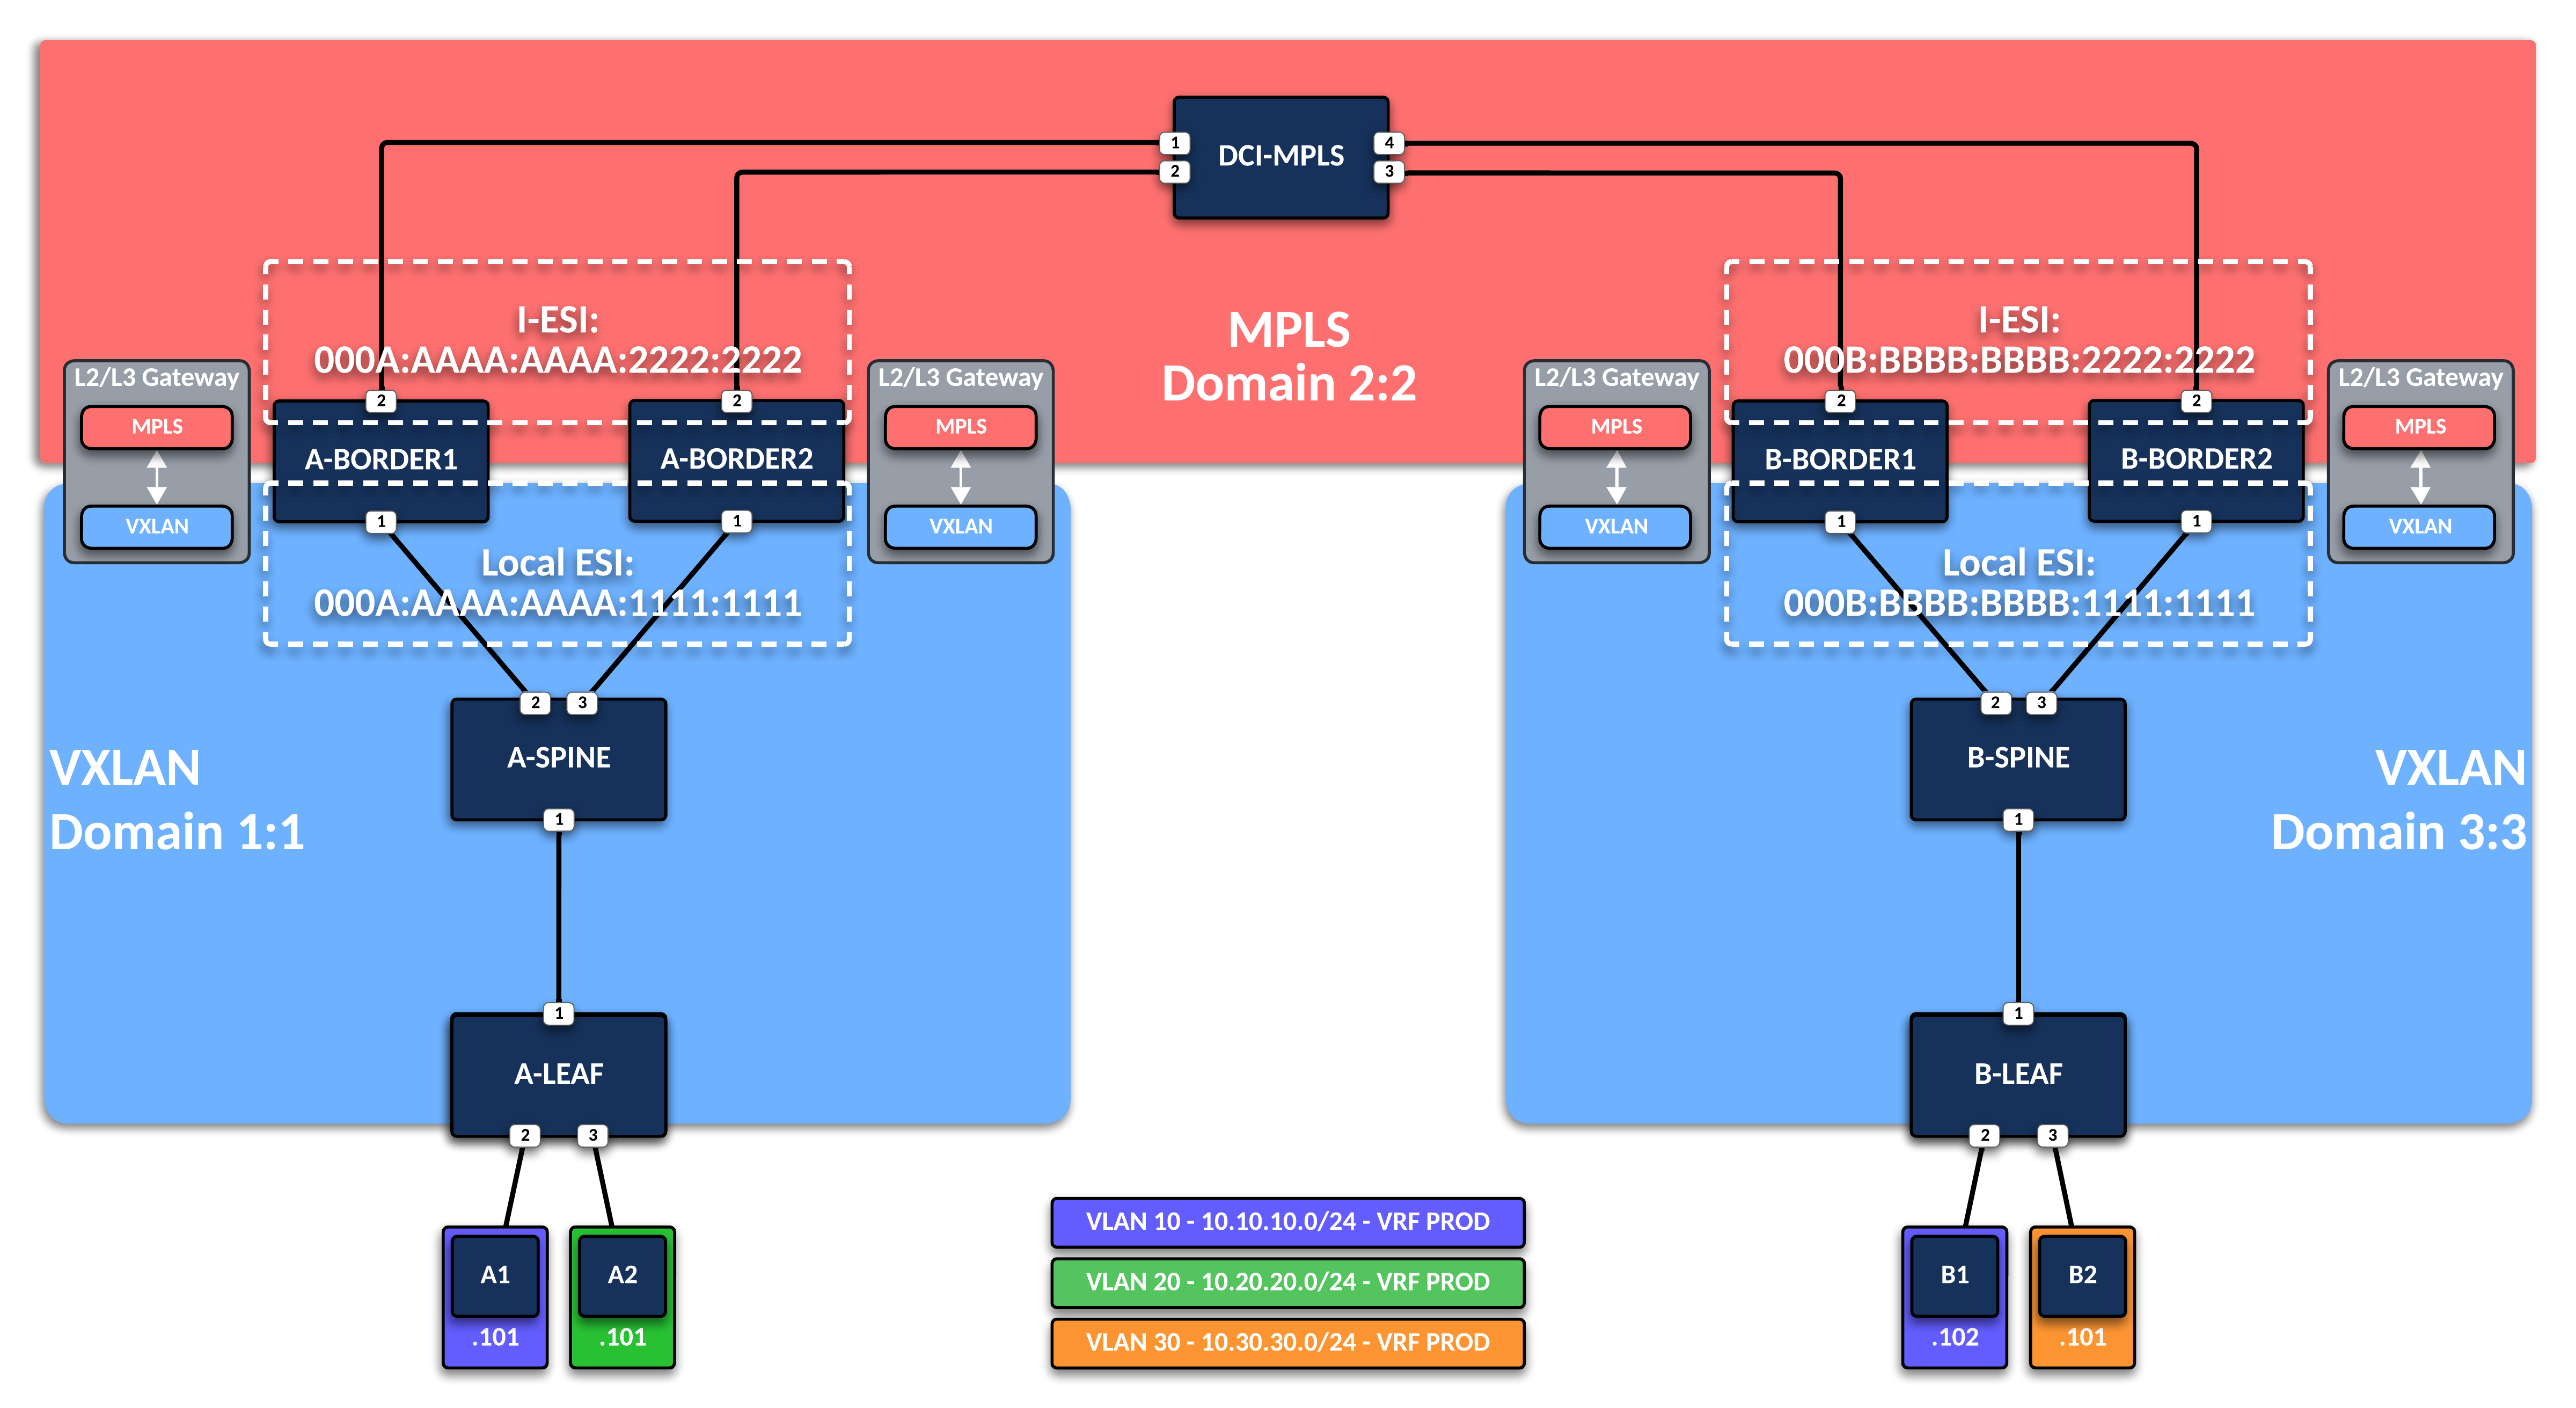 DCI-MPLS
1
2
4
3
I-ESI:
000A:AAAA:AAAA:2222:2222
I-ESI:
000B:BBBB:BBBB:2222:2222
MPLS
Domain 2:2
L2/L3 Gateway
MPLS
VXLAN
2
A-BORDER1
1
2
A-BORDER2
1
L2/L3 Gateway
MPLS
VXLAN
L2/L3 Gateway
MPLS
VXLAN
2
B-BORDER1
1
2
B-BORDER2
1
L2/L3 Gateway
MPLS
VXLAN
Local ESI:
000A:AAAA:AAAA:1111:1111
Local ESI:
000B:BBBB:BBBB:1111:1111
VXLAN
Domain 1:1
2
3
A-SPINE
1
2
3
B-SPINE
1
VXLAN
Domain 3:3
1
A-LEAF
2
3
1
B-LEAF
2
3
A1
.101
A2
.101
VLAN 10 - 10.10.10.0/24 - VRF PROD
VLAN 20 - 10.20.20.0/24 - VRF PROD
VLAN 30 - 10.30.30.0/24 - VRF PROD
B1
.102
B2
.101